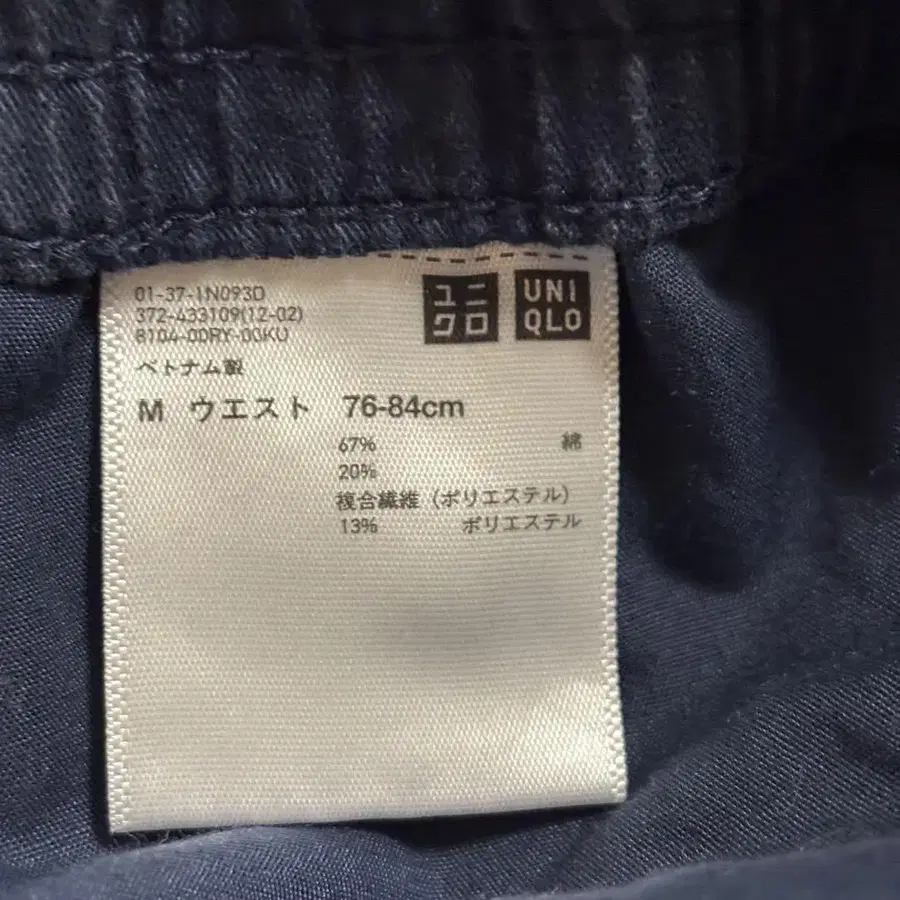 01-37-1N093D
372-433109(12-02)
8104-00RY-00KU
ベトナム製
M ウエスト 76-84cm
67% 綿
20%
複合繊維（ポリエステル）
13% ポリエステル
ユニ
クロ
UNI
QLO